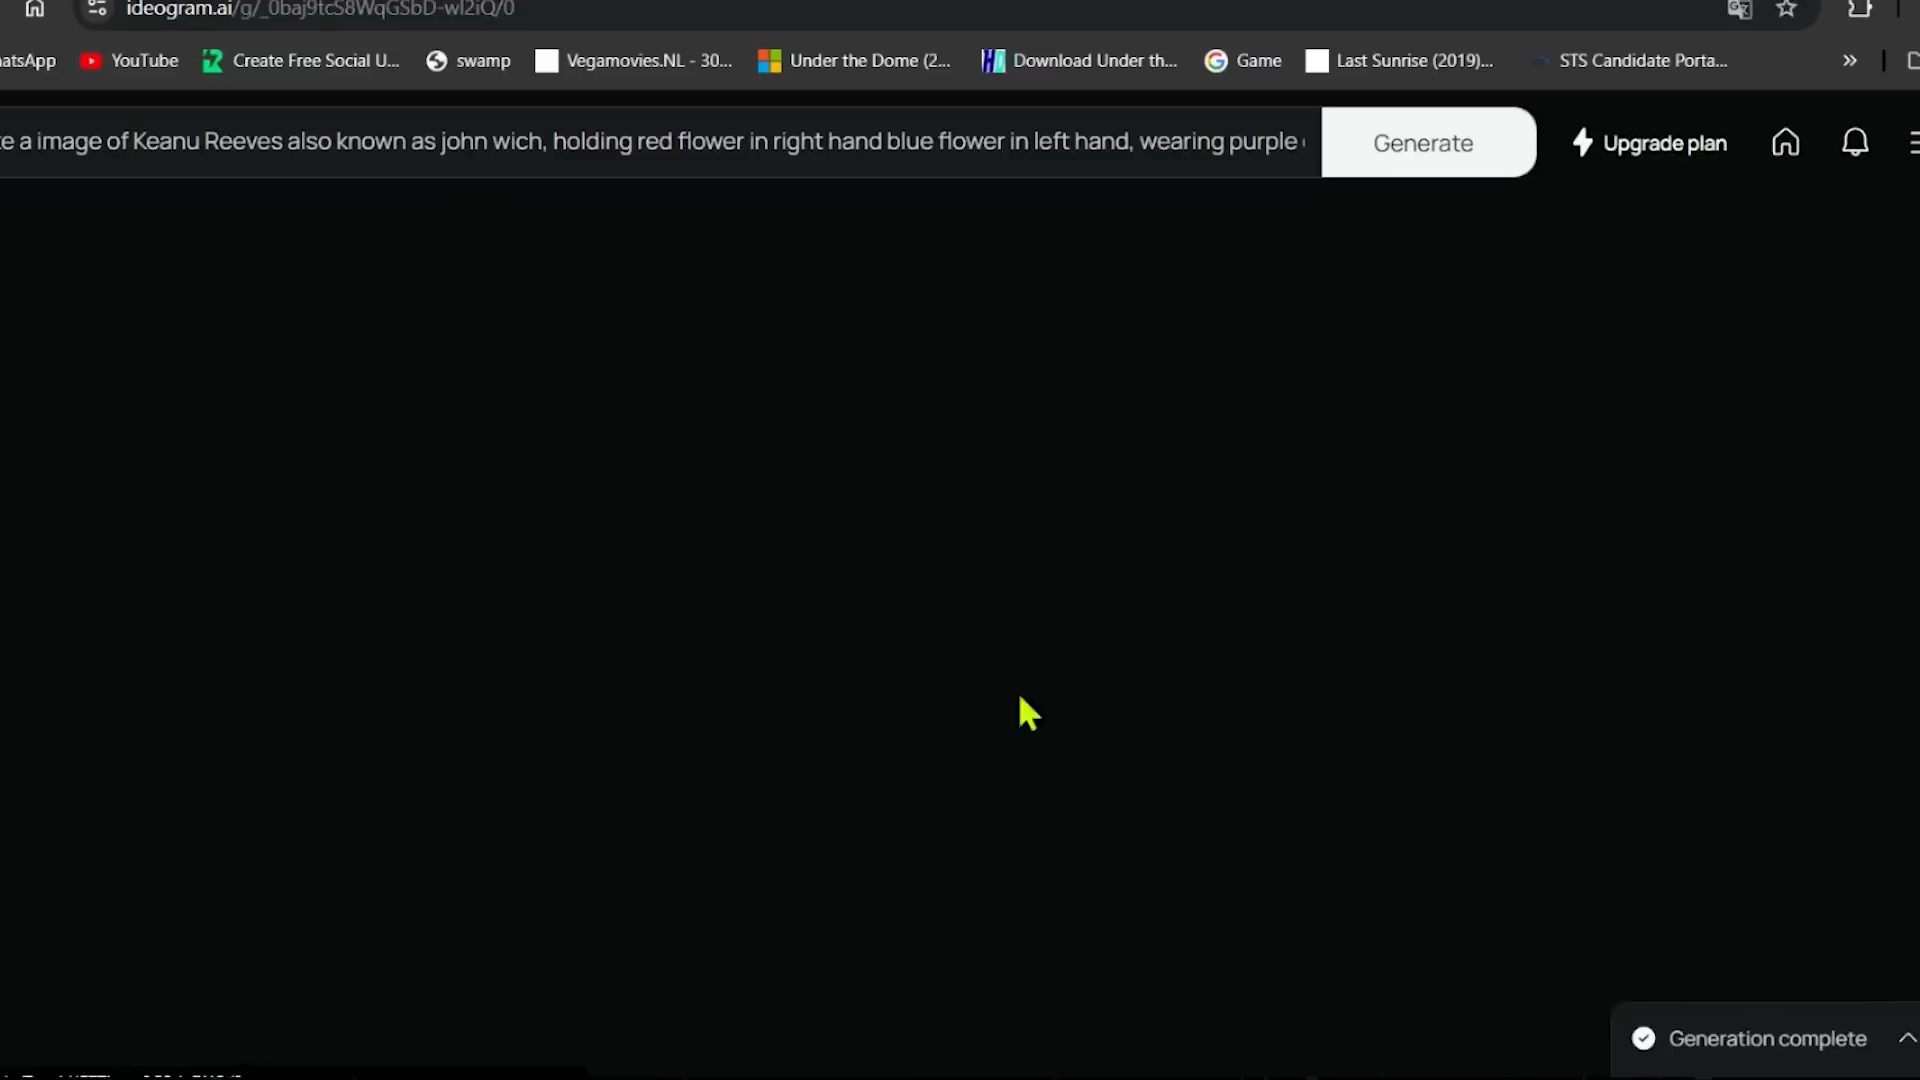 ideogram.ai/g/_0baj9tcS8WqGSbD-wI2iQ/0
atsApp YouTube Create Free Social U... swamp Vegamovies.NL - 30... Under the Dome (2... Download Under th... Game Last Sunrise (2019)... STS Candidate Porta... »
e a image of Keanu Reeves also known as john wich, holding red flower in right hand blue flower in left hand, wearing purple Generate Upgrade plan
Generation complete